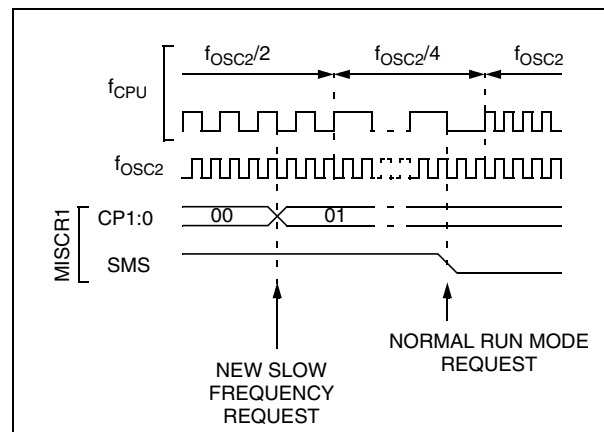 fOSC2/2 fOSC2/4 fOSC2
fCPU
fOSC2
MISCR1
CP1:0 00 01
SMS
NEW SLOW
FREQUENCY
REQUEST
NORMAL RUN MODE
REQUEST